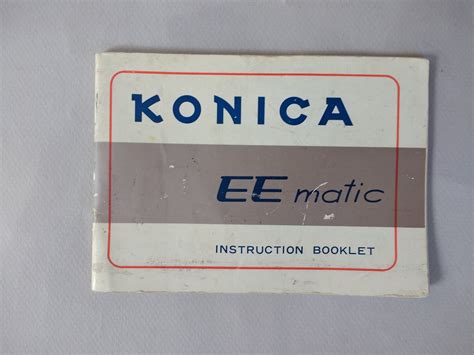 KONICA
EE matic
INSTRUCTION BOOKLET